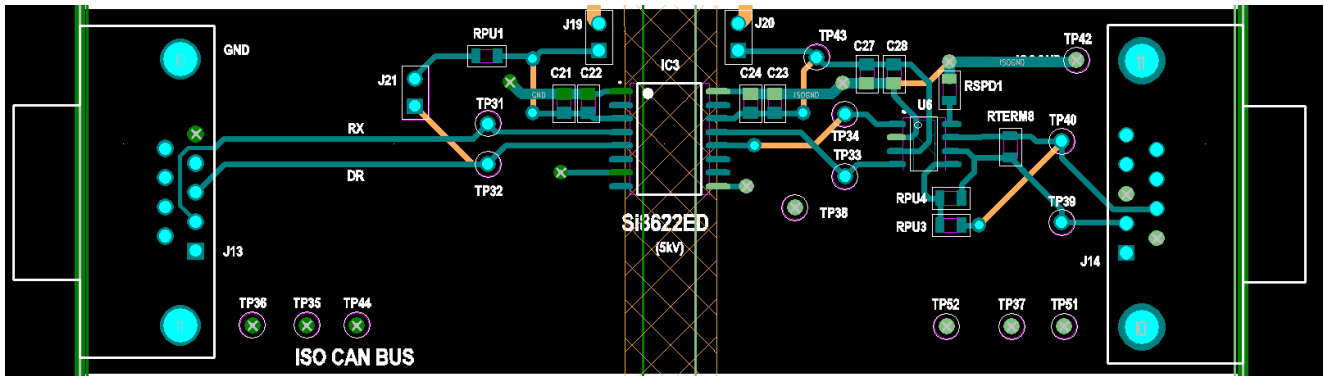 J19
J20
GND
RPU1
TP43
C27
C28
TP42
ISOGND
IC3
J21
C21
C22
C24
C23
RSPD1
GND
ISOGND
TP31
U6
RX
TP34
RTERM8
TP40
TP33
DR
TP32
RPU4
TP38
TP39
Si8622ED
RPU3
(5kV)
J13
J14
TP36
TP35
TP44
TP52
TP37
TP51
ISO CAN BUS